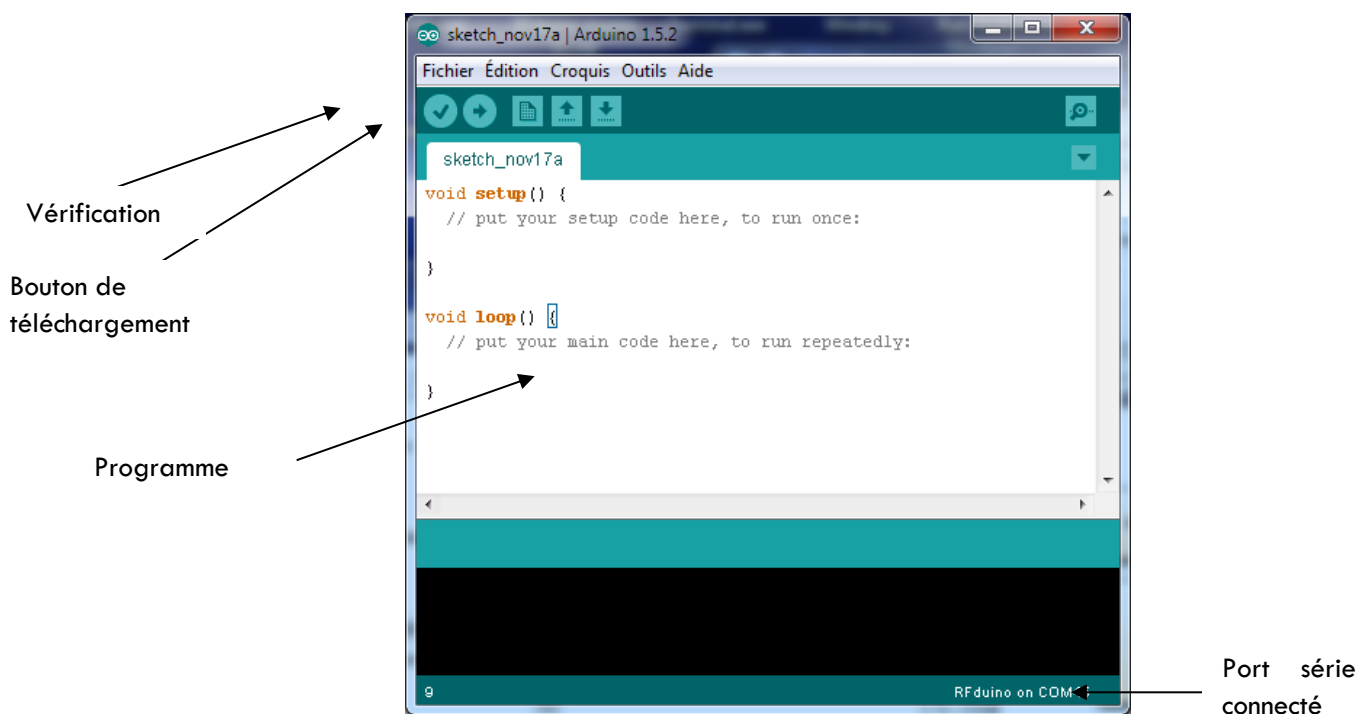 sketch_nov17a | Arduino 1.5.2
Fichier Édition Croquis Outils Aide
sketch_nov17a
void setup() {
// put your setup code here, to run once:
}
void loop() {
// put your main code here, to run repeatedly:
}
9
RFduino on
Vérification
Bouton de
téléchargement
Programme
Port série
connecté